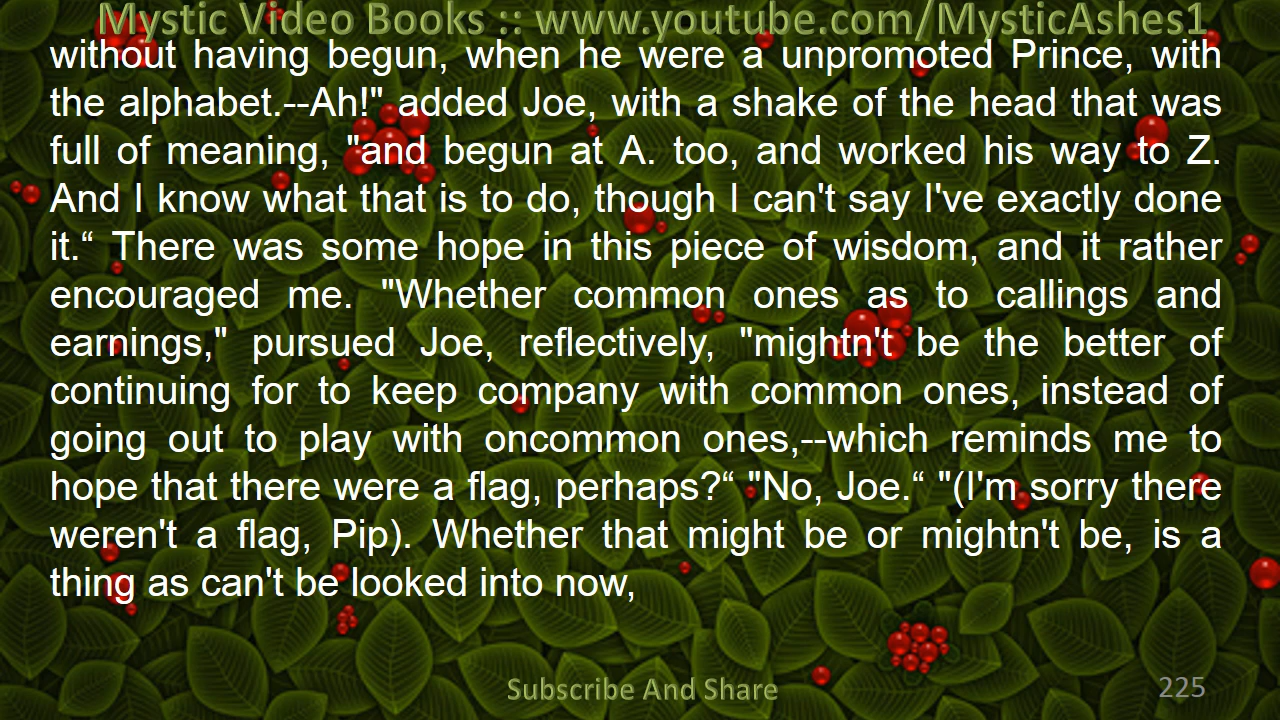 Mystic Video Books :: www.youtube.com/MysticAshes1
without having begun, when he were a unpromoted Prince, with
the alphabet.--Ah!" added Joe, with a shake of the head that was
full of meaning, "and begun at A. too, and worked his way to Z.
And I know what that is to do, though I can't say I've exactly done
it.“ There was some hope in this piece of wisdom, and it rather
encouraged me. "Whether common ones as to callings and
earnings," pursued Joe, reflectively, "mightn't be the better of
continuing for to keep company with common ones, instead of
going out to play with oncommon ones,--which reminds me to
hope that there were a flag, perhaps?“ "No, Joe.“ "(I'm sorry there
weren't a flag, Pip). Whether that might be or mightn't be, is a
thing as can't be looked into now,
Subscribe And Share
225